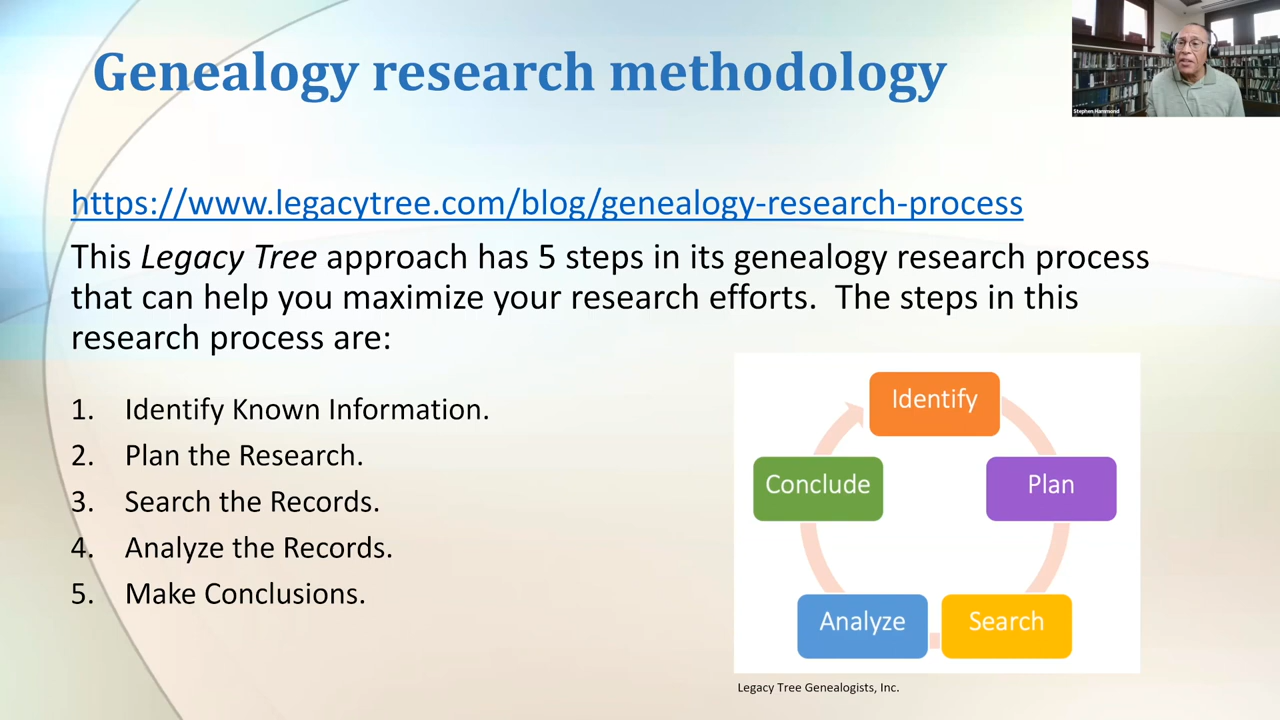 Genealogy research methodology
Stephen Hammond
https://www.legacytree.com/blog/genealogy-research-process
This Legacy Tree approach has 5 steps in its genealogy research process
that can help you maximize your research efforts. The steps in this
research process are:
1. Identify Known Information.
2. Plan the Research.
3. Search the Records.
4. Analyze the Records.
5. Make Conclusions.
Identify
Conclude
Plan
Analyze
Search
Legacy Tree Genealogists, Inc.